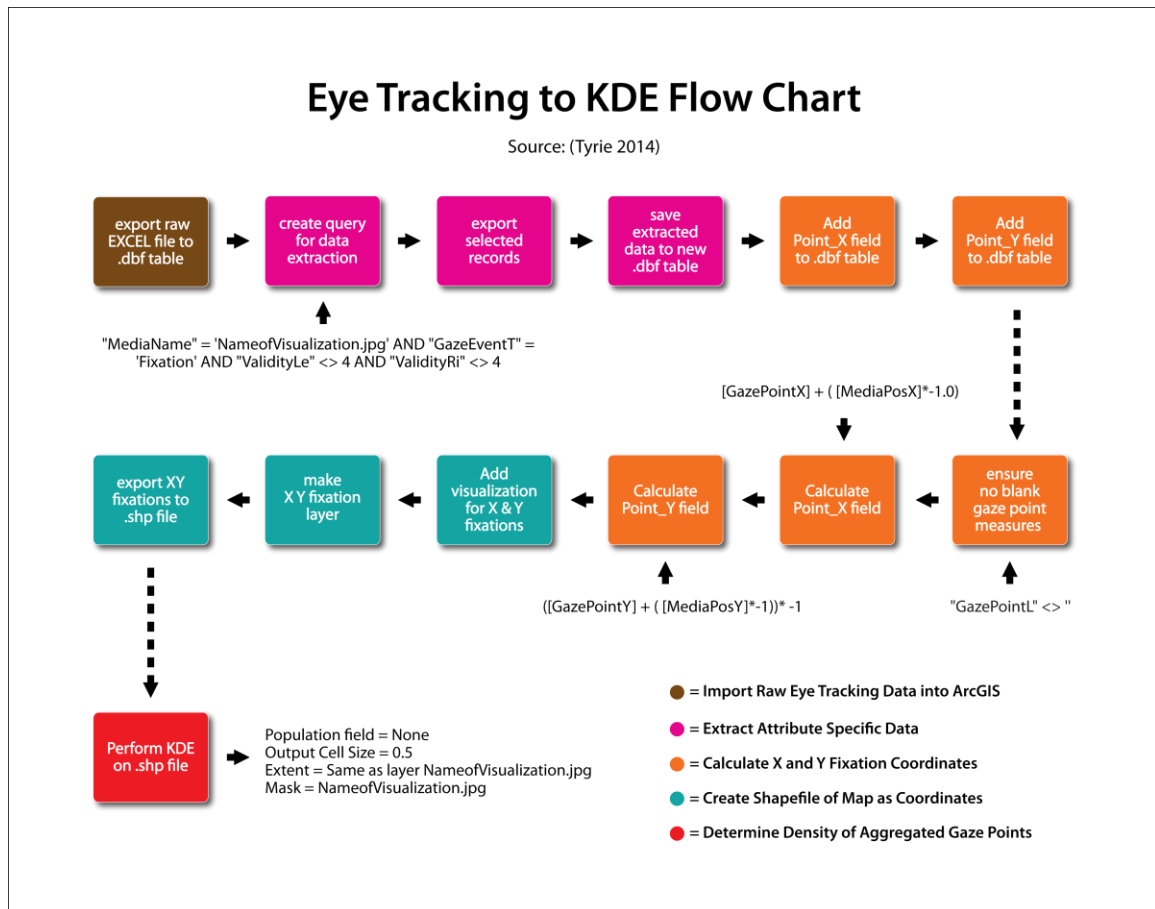 Eye Tracking to KDE Flow Chart
Source: (Tyrie 2014)
export raw
EXCEL file to
.dbf table
create query
for data
extraction
export
selected
records
save
extracted
data to new
.dbf table
Add
Point_X field
to .dbf table
Add
Point_Y field
to .dbf table
"MediaName" = 'NameofVisualization.jpg' AND "GazeEventT" =
'Fixation' AND "ValidityLe" <> 4 AND "ValidityRi" <> 4
[GazePointX] + ( [MediaPosX]*-1.0)
export XY
fixations to
.shp file
make
X Y fixation
layer
Add
visualization
for X & Y
fixations
Calculate
Point_Y field
Calculate
Point_X field
ensure
no blank
gaze point
measures
([GazePointY] + ( [MediaPosY]*-1))* -1
"GazePointL" <> ''
Perform KDE
on .shp file
Population field = None
Output Cell Size = 0.5
Extent = Same as layer NameofVisualization.jpg
Mask = NameofVisualization.jpg
= Import Raw Eye Tracking Data into ArcGIS
= Extract Attribute Specific Data
= Calculate X and Y Fixation Coordinates
= Create Shapefile of Map as Coordinates
= Determine Density of Aggregated Gaze Points